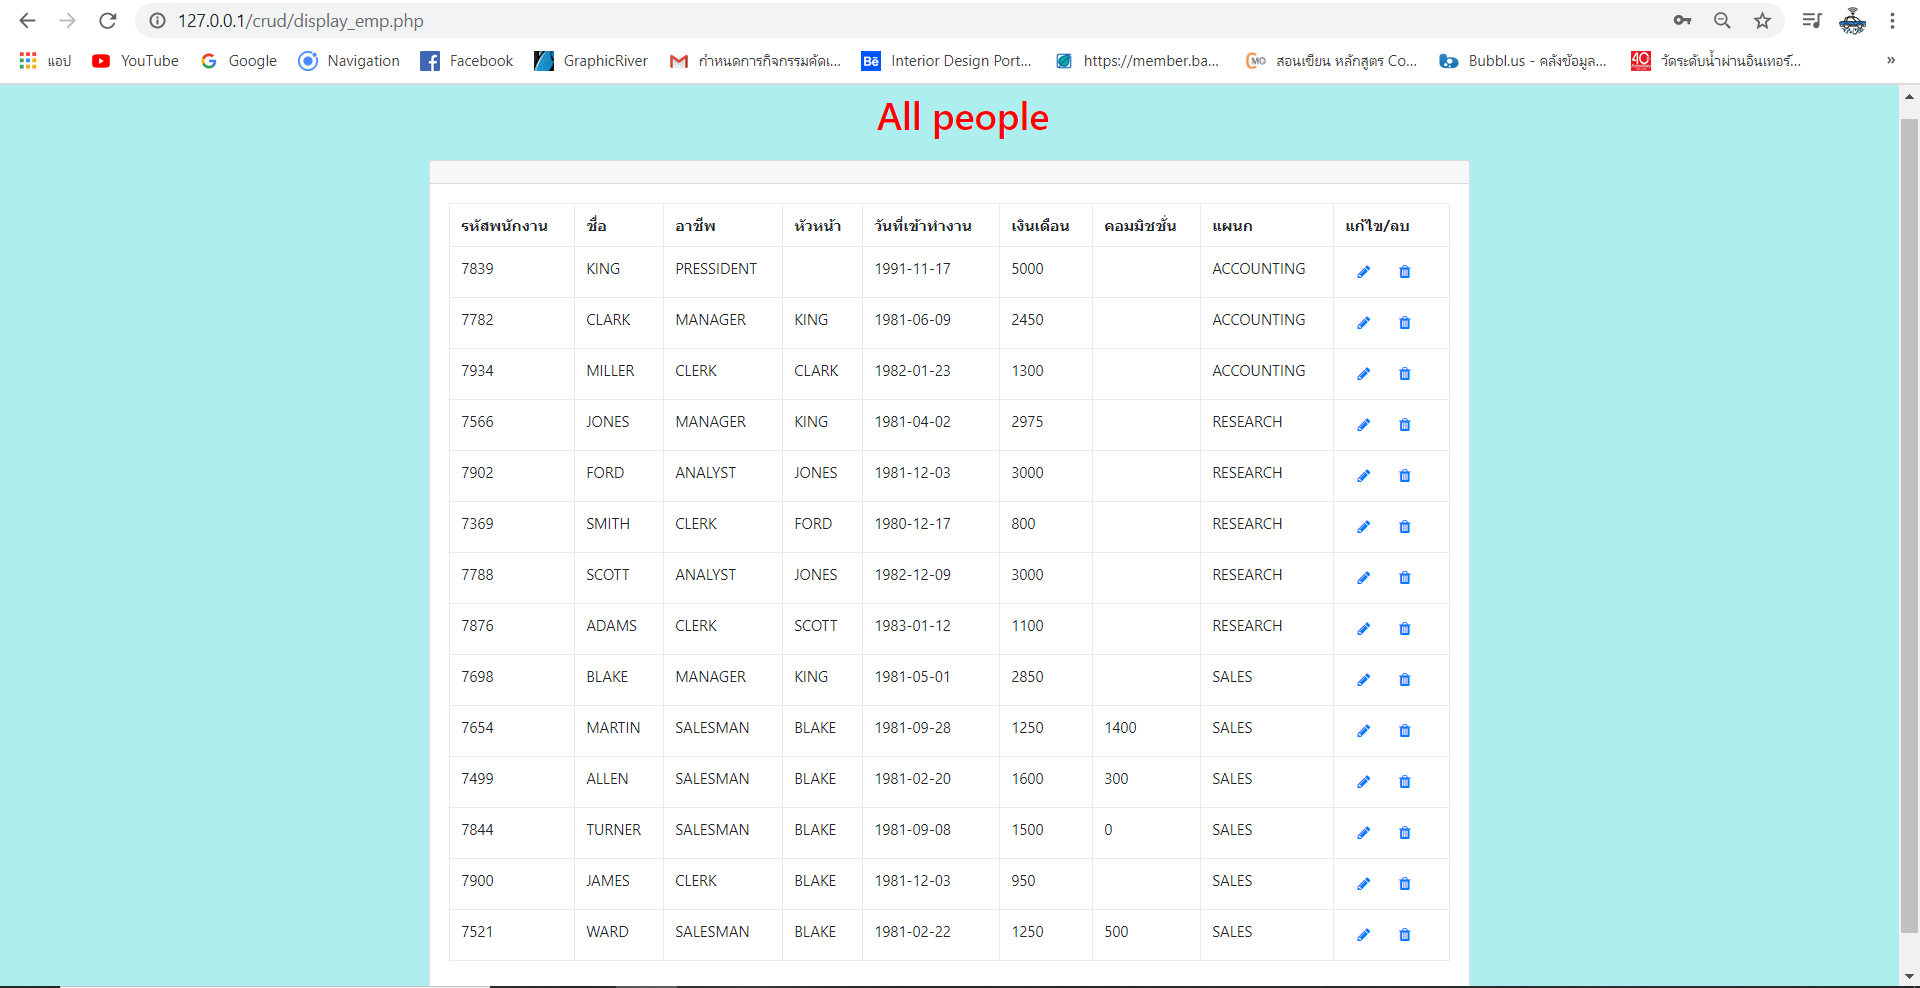 127.0.0.1/crud/display_emp.php
แอป YouTube Google Navigation Facebook GraphicRiver กำหนดการกิจกรรมคัดเ... Bē Interior Design Port... https://member.ba... MO สอนเขียน หลักสูตร Co... Bubbl.us - คลังข้อมูล... 40 วัดระดับน้ำผ่านอินเทอร์... »
All people
รหัสพนักงาน ชื่อ อาชีพ หัวหน้า วันที่เข้าทำงาน เงินเดือน คอมมิชชั่น แผนก แก้ไข/ลบ
7839 KING PRESSIDENT 1991-11-17 5000 ACCOUNTING
7782 CLARK MANAGER KING 1981-06-09 2450 ACCOUNTING
7934 MILLER CLERK CLARK 1982-01-23 1300 ACCOUNTING
7566 JONES MANAGER KING 1981-04-02 2975 RESEARCH
7902 FORD ANALYST JONES 1981-12-03 3000 RESEARCH
7369 SMITH CLERK FORD 1980-12-17 800 RESEARCH
7788 SCOTT ANALYST JONES 1982-12-09 3000 RESEARCH
7876 ADAMS CLERK SCOTT 1983-01-12 1100 RESEARCH
7698 BLAKE MANAGER KING 1981-05-01 2850 SALES
7654 MARTIN SALESMAN BLAKE 1981-09-28 1250 1400 SALES
7499 ALLEN SALESMAN BLAKE 1981-02-20 1600 300 SALES
7844 TURNER SALESMAN BLAKE 1981-09-08 1500 0 SALES
7900 JAMES CLERK BLAKE 1981-12-03 950 SALES
7521 WARD SALESMAN BLAKE 1981-02-22 1250 500 SALES